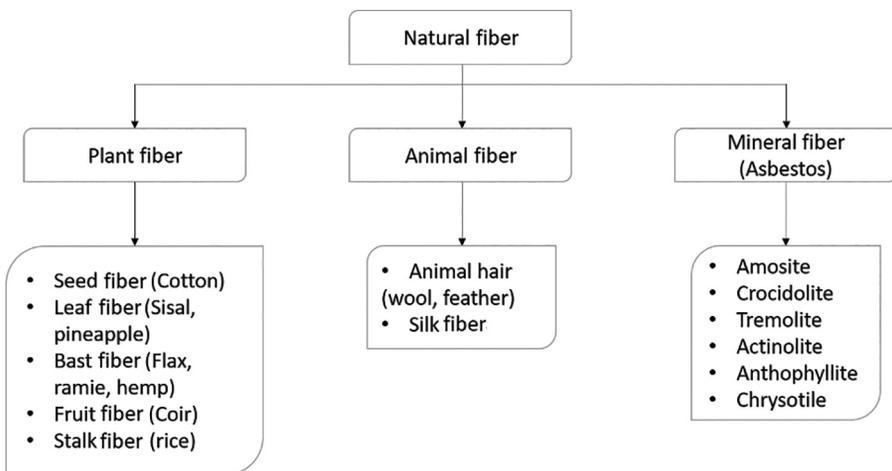 Natural fiber
Plant fiber
Animal fiber
Mineral fiber
(Asbestos)
• Seed fiber (Cotton)
• Leaf fiber (Sisal,
pineapple)
• Bast fiber (Flax,
ramie, hemp)
• Fruit fiber (Coir)
• Stalk fiber (rice)
• Animal hair
(wool, feather)
• Silk fiber
• Amosite
• Crocidolite
• Tremolite
• Actinolite
• Anthophyllite
• Chrysotile